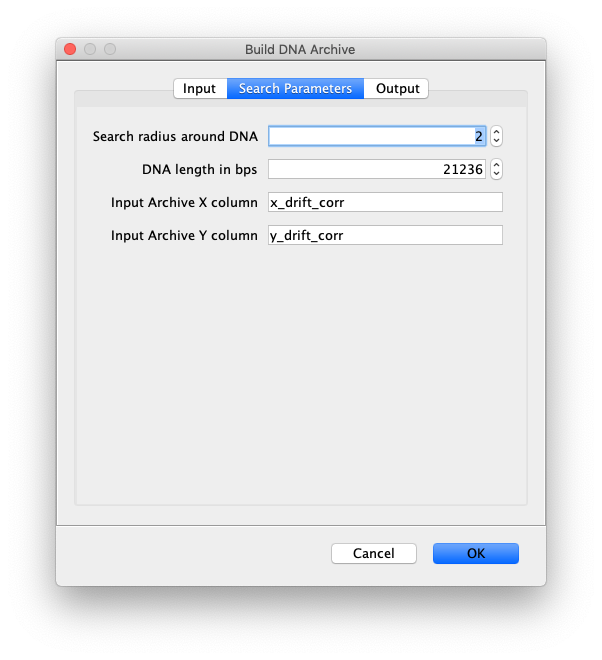 Build DNA Archive
Input Search Parameters Output
Search radius around DNA 2
DNA length in bps 21236
Input Archive X column x_drift_corr
Input Archive Y column y_drift_corr
Cancel OK